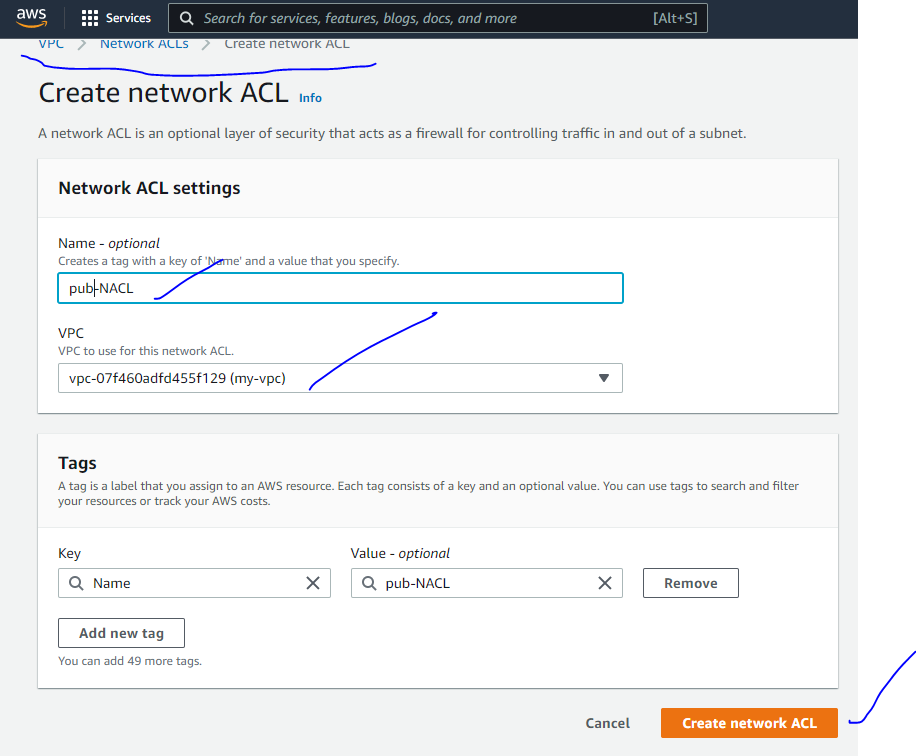 aws Services Search for services, features, blogs, docs, and more [Alt+S]
VPC > Network ACLs > Create network ACL
Create network ACL Info
A network ACL is an optional layer of security that acts as a firewall for controlling traffic in and out of a subnet.
Network ACL settings
Name - optional
Creates a tag with a key of 'Name' and a value that you specify.
pub-NACL
VPC
VPC to use for this network ACL.
vpc-07f460adfd455f129 (my-vpc)
Tags
A tag is a label that you assign to an AWS resource. Each tag consists of a key and an optional value. You can use tags to search and filter
your resources or track your AWS costs.
Key Value - optional
Name pub-NACL Remove
Add new tag
You can add 49 more tags.
Cancel Create network ACL